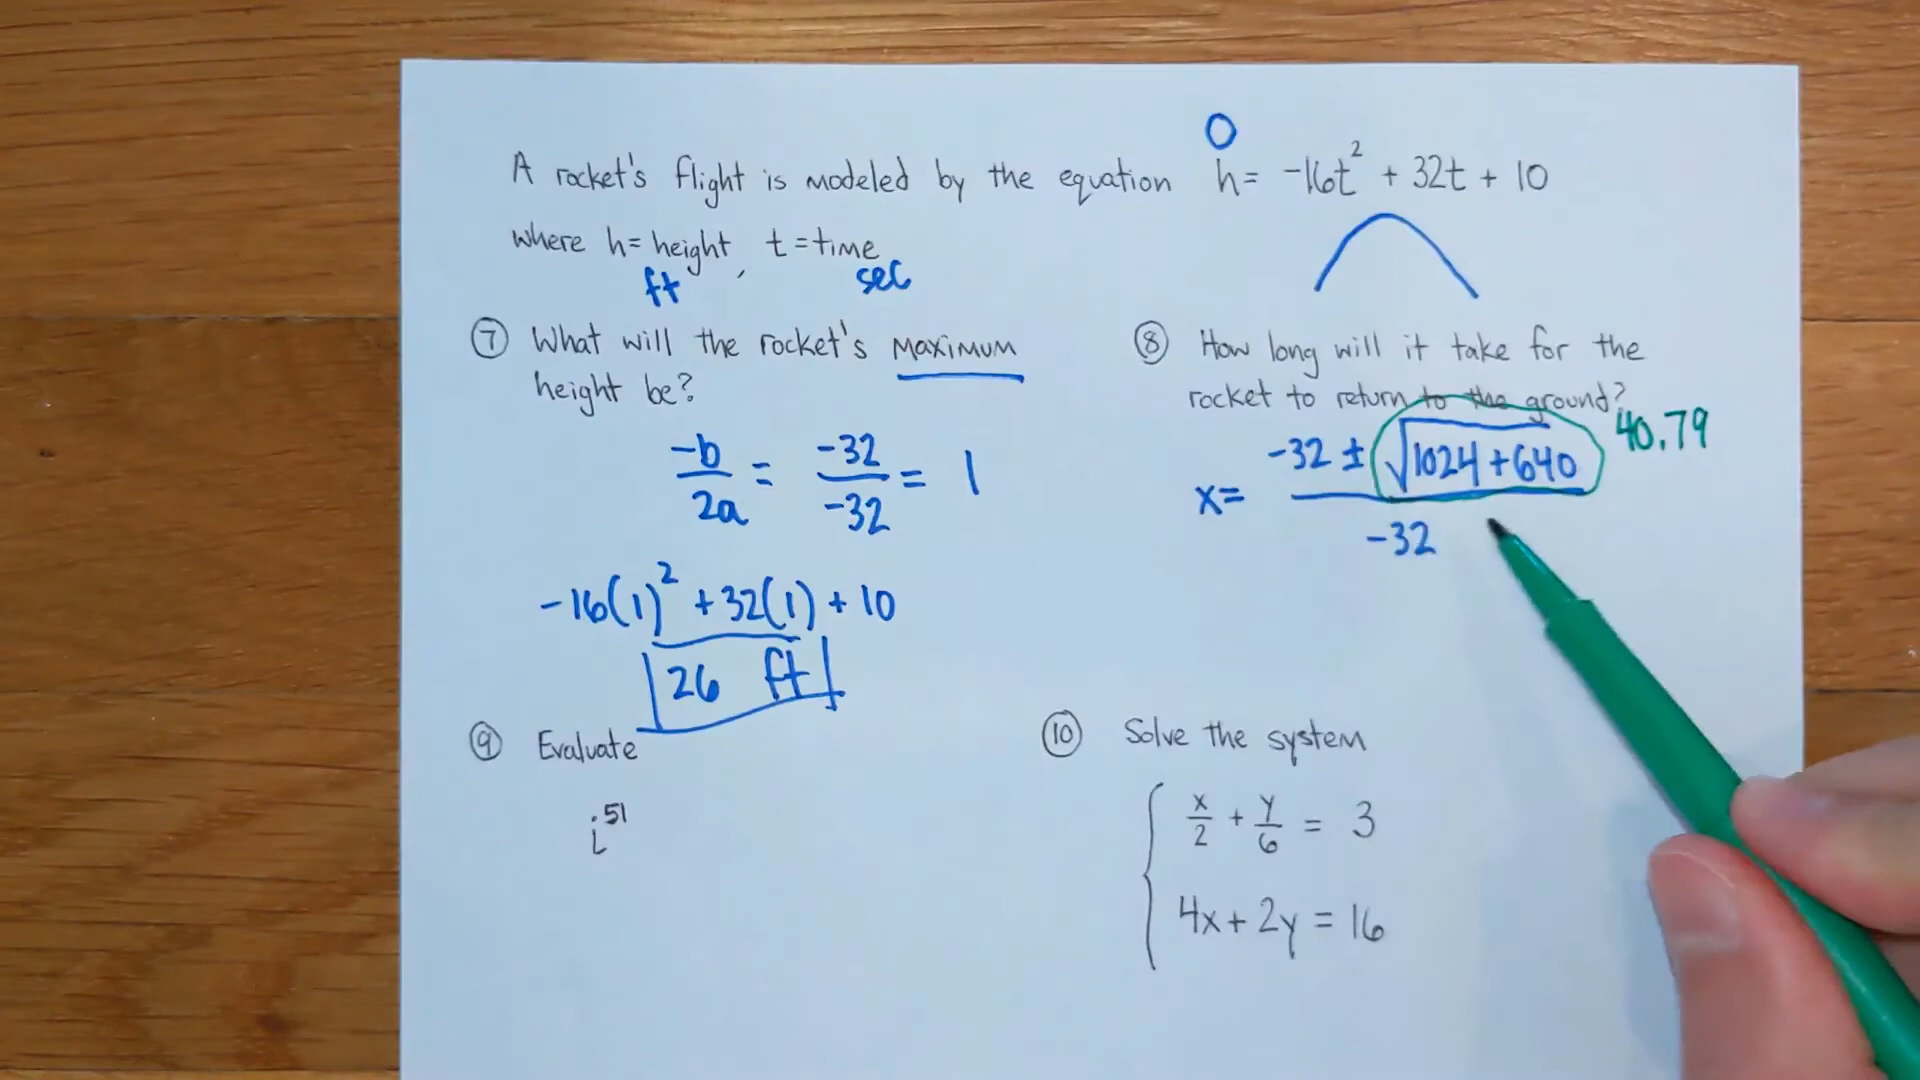 0
A rocket's flight is modeled by the equation h = -16t² + 32t + 10
where h = height, t = time
ft sec
⑦ What will the rocket's maximum
height be?
-b/2a = -32/-32 = 1
-16(1)² + 32(1) + 10
26 ft
⑧ How long will it take for the
rocket to return to the ground?
40.79
x = (-32 ± √1024 + 640)/-32
⑨ Evaluate
i⁵¹
⑩ Solve the system
x/2 + y/6 = 3
4x + 2y = 16